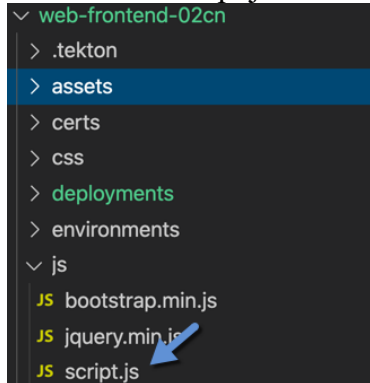 web-frontend-02cn
.tekton
assets
certs
css
deployments
environments
js
JS bootstrap.min.js
JS jquery.min.js
JS script.js